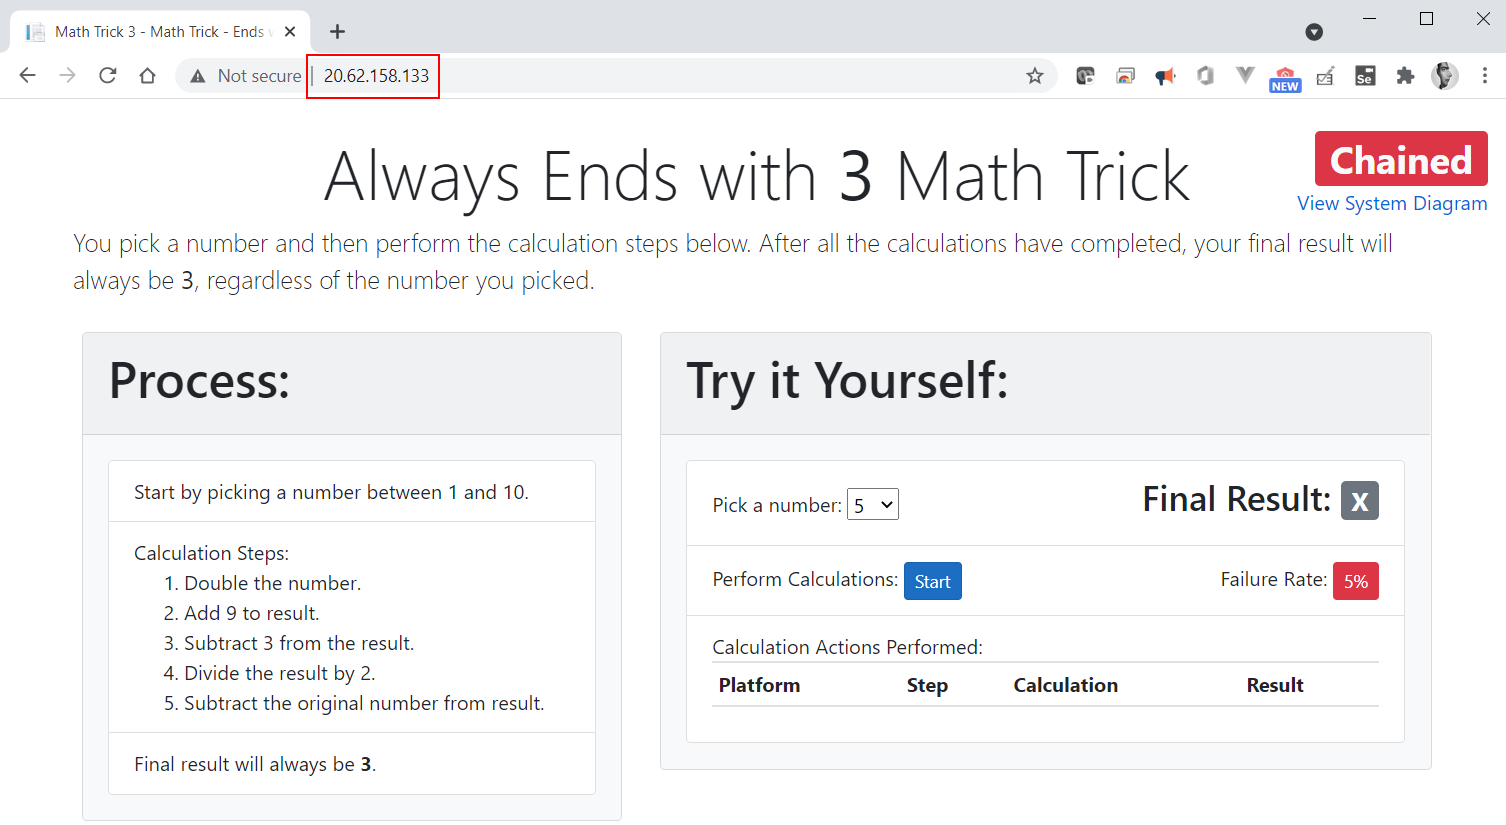 Math Trick 3 - Math Trick - Ends
Not secure | 20.62.158.133
NEW
Se
Always Ends with 3 Math Trick
Chained
View System Diagram
You pick a number and then perform the calculation steps below. After all the calculations have completed, your final result will
always be 3, regardless of the number you picked.
Process:
Start by picking a number between 1 and 10.
Calculation Steps:
1. Double the number.
2. Add 9 to result.
3. Subtract 3 from the result.
4. Divide the result by 2.
5. Subtract the original number from result.
Final result will always be 3.
Try it Yourself:
Pick a number: 5
Final Result: X
Perform Calculations: Start
Failure Rate: 5%
Calculation Actions Performed:
Platform Step Calculation Result